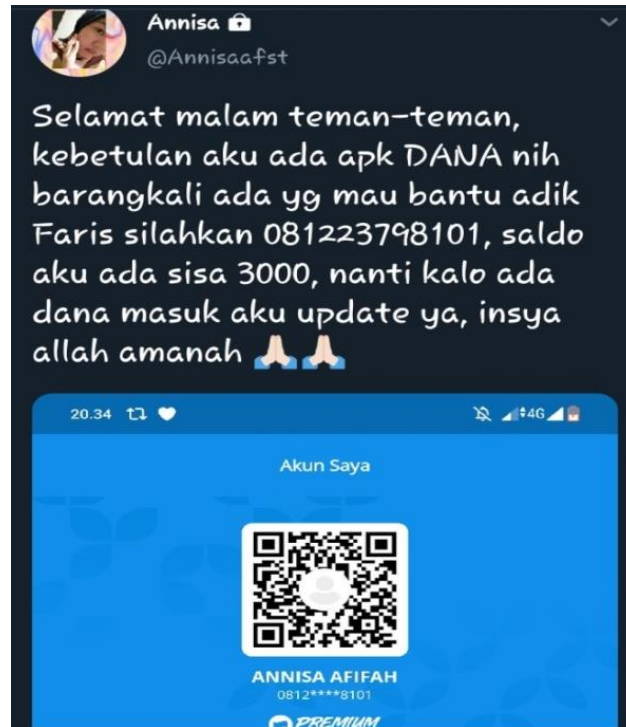 Annisa
@Annisaafst
Selamat malam teman-teman,
kebetulan aku ada apk DANA nih
barangkali ada yg mau bantu adik
Faris silahkan 081223798101, saldo
aku ada sisa 3000, nanti kalo ada
dana masuk aku update ya, insya
allah amanah 🙏🏻🙏🏻
20.34 4G
Akun Saya
ANNISA AFIFAH
0812****8101
PREMIUM